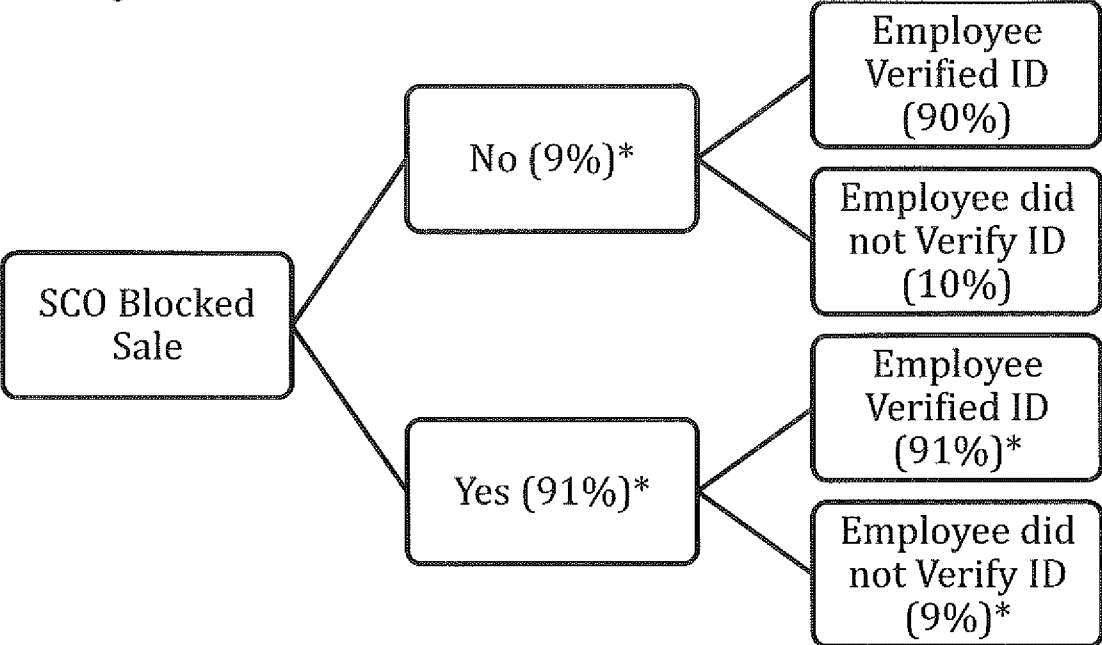 Employee
Verified ID
(90%)
No (9%)*
Employee did
not Verify ID
(10%)
SCO Blocked
Sale
Employee
Verified ID
(91%)*
Yes (91%)*
Employee did
not Verify ID
(9%)*